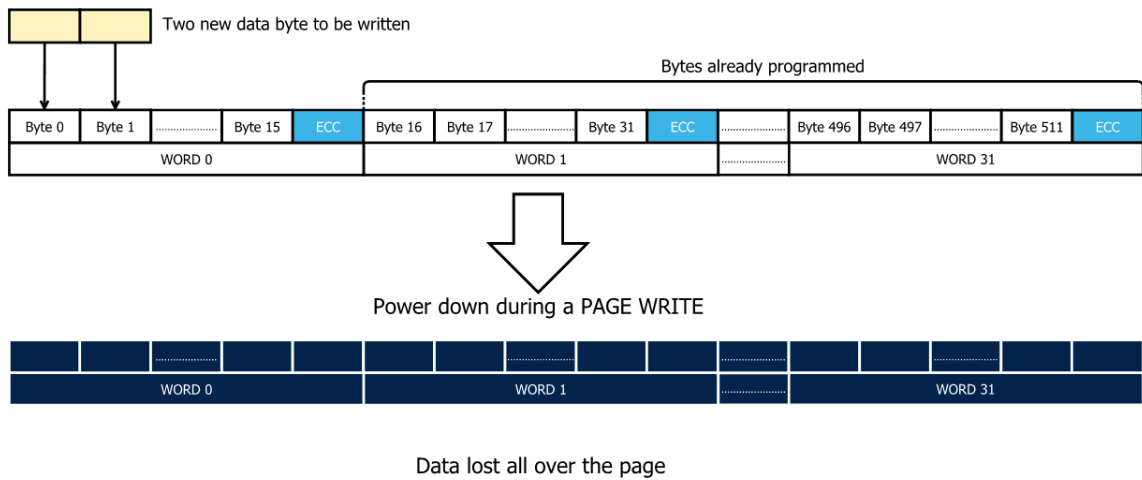 Two new data byte to be written
Bytes already programmed
Byte 0 Byte 1 ................... Byte 15 ECC Byte 16 Byte 17 ................... Byte 31 ECC ................... Byte 496 Byte 497 ................... Byte 511 ECC
WORD 0 WORD 1 ................... WORD 31
Power down during a PAGE WRITE
................... ................... ................... ...................
WORD 0 WORD 1 ................... WORD 31
Data lost all over the page